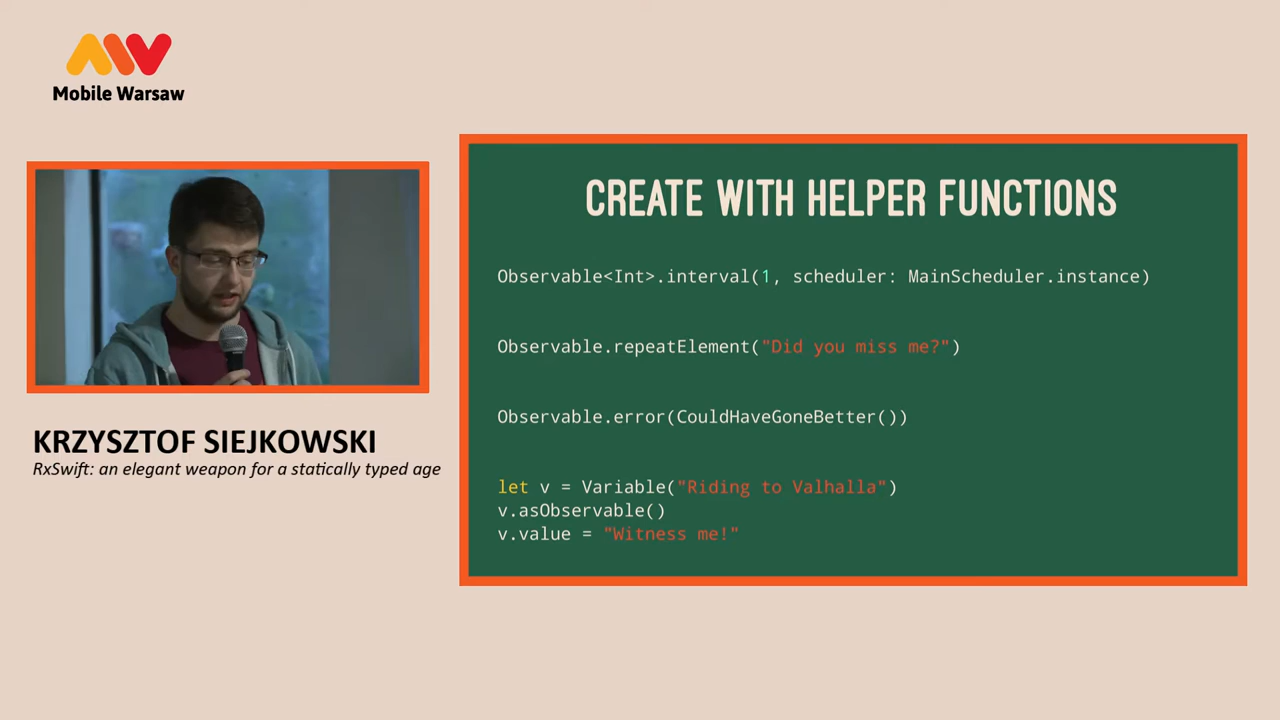 Mobile Warsaw
CREATE WITH HELPER FUNCTIONS
Observable<Int>.interval(1, scheduler: MainScheduler.instance)
Observable.repeatElement("Did you miss me?")
Observable.error(CouldHaveGoneBetter())
let v = Variable("Riding to Valhalla")
v.asObservable()
v.value = "Witness me!"
KRZYSZTOF SIEJKOWSKI
RxSwift: an elegant weapon for a statically typed age